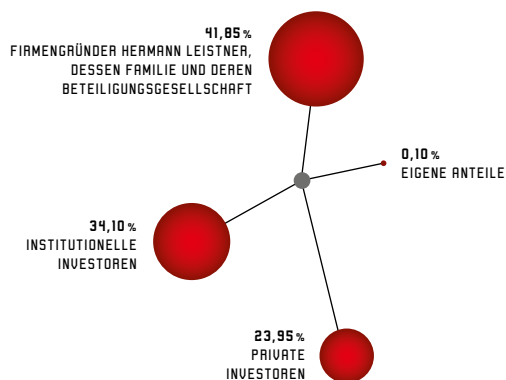 41,85 %
FIRMENGRÜNDER HERMANN LEISTNER,
DESSEN FAMILIE UND DEREN
BETEILIGUNGSGESELLSCHAFT
0,10 %
EIGENE ANTEILE
34,10 %
INSTITUTIONELLE
INVESTOREN
23,95 %
PRIVATE
INVESTOREN